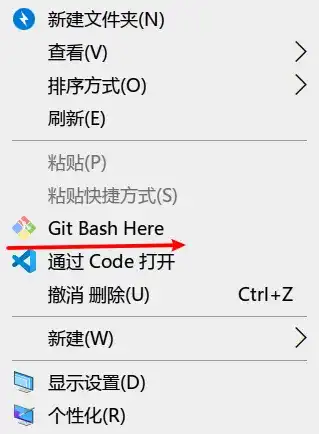 新建文件夹(N)
查看(V)
排序方式(O)
刷新(E)
粘贴(P)
粘贴快捷方式(S)
Git Bash Here
通过 Code 打开
撤消 删除(U) Ctrl+Z
新建(W)
显示设置(D)
个性化(R)